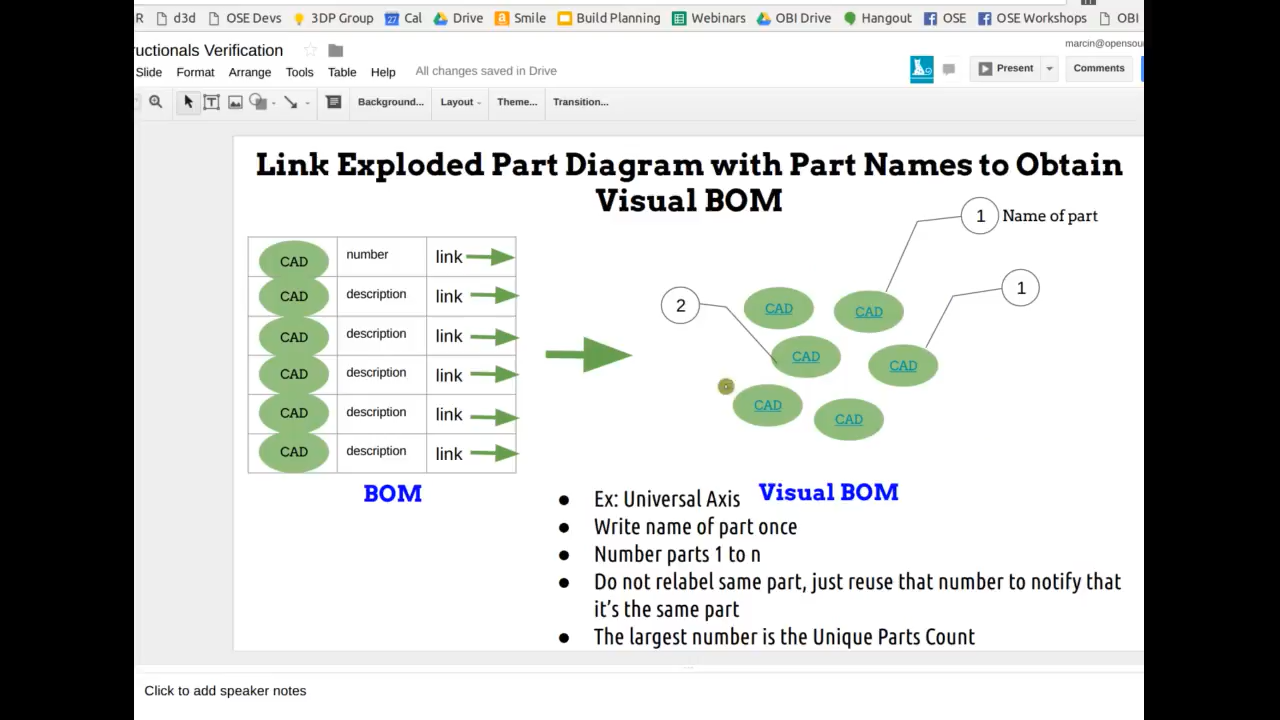 R d3d OSE Devs 3DP Group 27 Cal Drive Smile Build Planning Webinars OBI Drive Hangout OSE OSE Workshops OBI
ructionals Verification
marcin@opensou
Slide Format Arrange Tools Table Help All changes saved in Drive
Present Comments
Background... Layout Theme... Transition...
Link Exploded Part Diagram with Part Names to Obtain
Visual BOM
1 Name of part
CAD number link
CAD description link
CAD description link
CAD description link
CAD description link
CAD description link
BOM
1
2
CAD CAD
CAD CAD
CAD CAD
Visual BOM
● Ex: Universal Axis
● Write name of part once
● Number parts 1 to n
● Do not relabel same part, just reuse that number to notify that
it's the same part
● The largest number is the Unique Parts Count
Click to add speaker notes